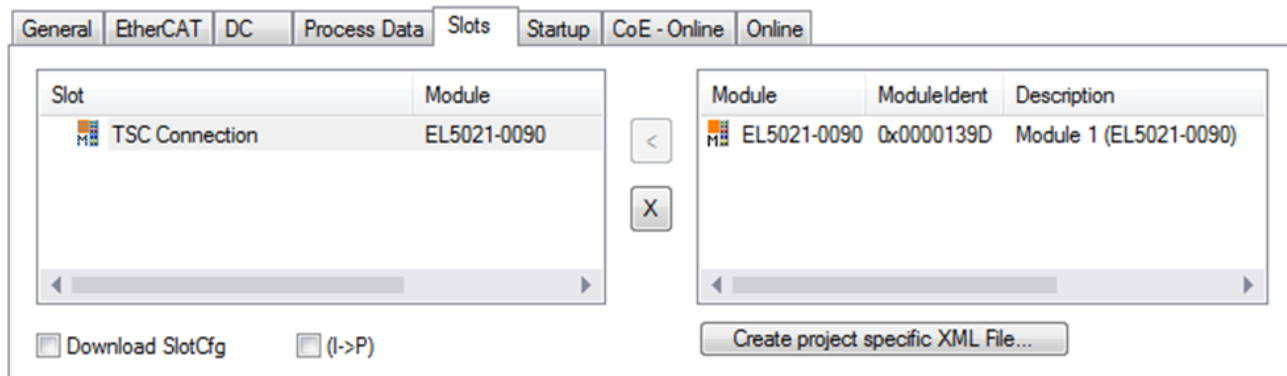 General EtherCAT DC Process Data Slots Startup CoE - Online Online
Slot Module
TSC Connection EL5021-0090
<
X
Module ModuleIdent Description
EL5021-0090 0x0000139D Module 1 (EL5021-0090)
Download SlotCfg (I->P)
Create project specific XML File...